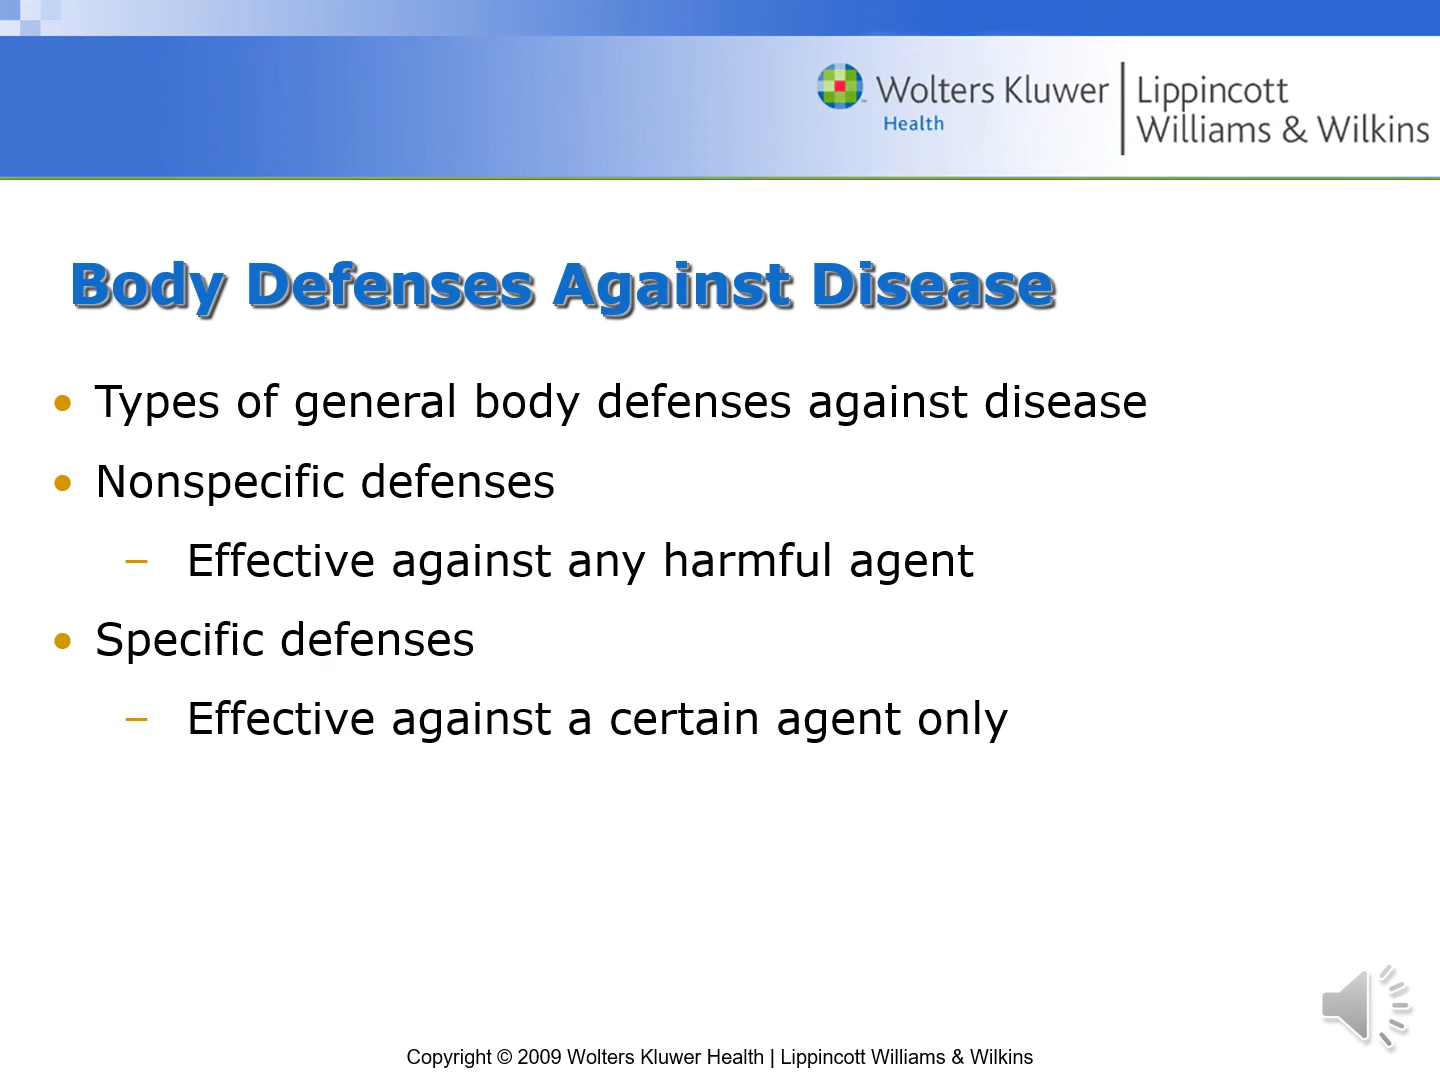 Wolters Kluwer
Health
Lippincott
Williams & Wilkins
Body Defenses Against Disease
• Types of general body defenses against disease
• Nonspecific defenses
– Effective against any harmful agent
• Specific defenses
– Effective against a certain agent only
Copyright © 2009 Wolters Kluwer Health | Lippincott Williams & Wilkins